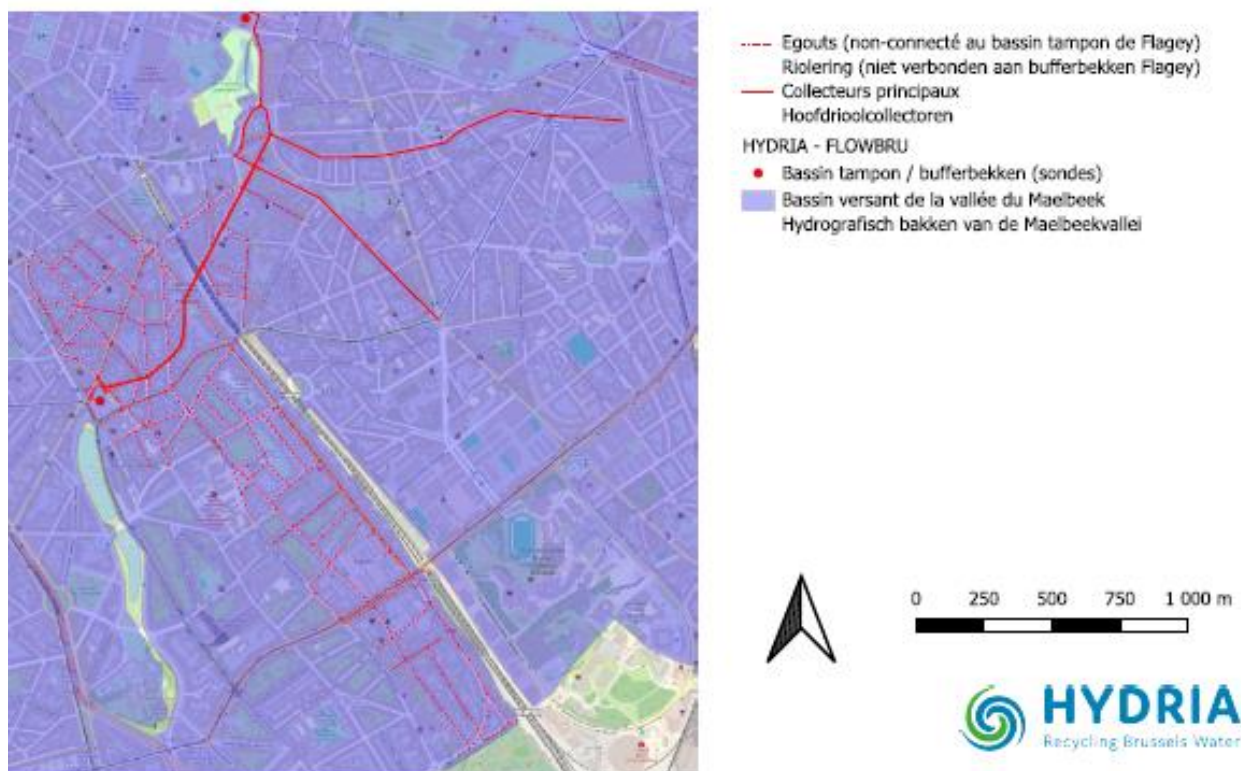 Egouts (non-connecté au bassin tampon de Flagey)
Riolering (niet verbonden aan bufferbekken Flagey)
Collecteurs principaux
Hoofdrioolcollectoren
HYDRIA - FLOWBRU
Bassin tampon / bufferbekken (sondes)
Bassin versant de la vallée du Maelbeek
Hydrografisch bakken van de Maelbeekvallei
0 250 500 750 1 000 m
HYDRIA
Recycling Brussels Water